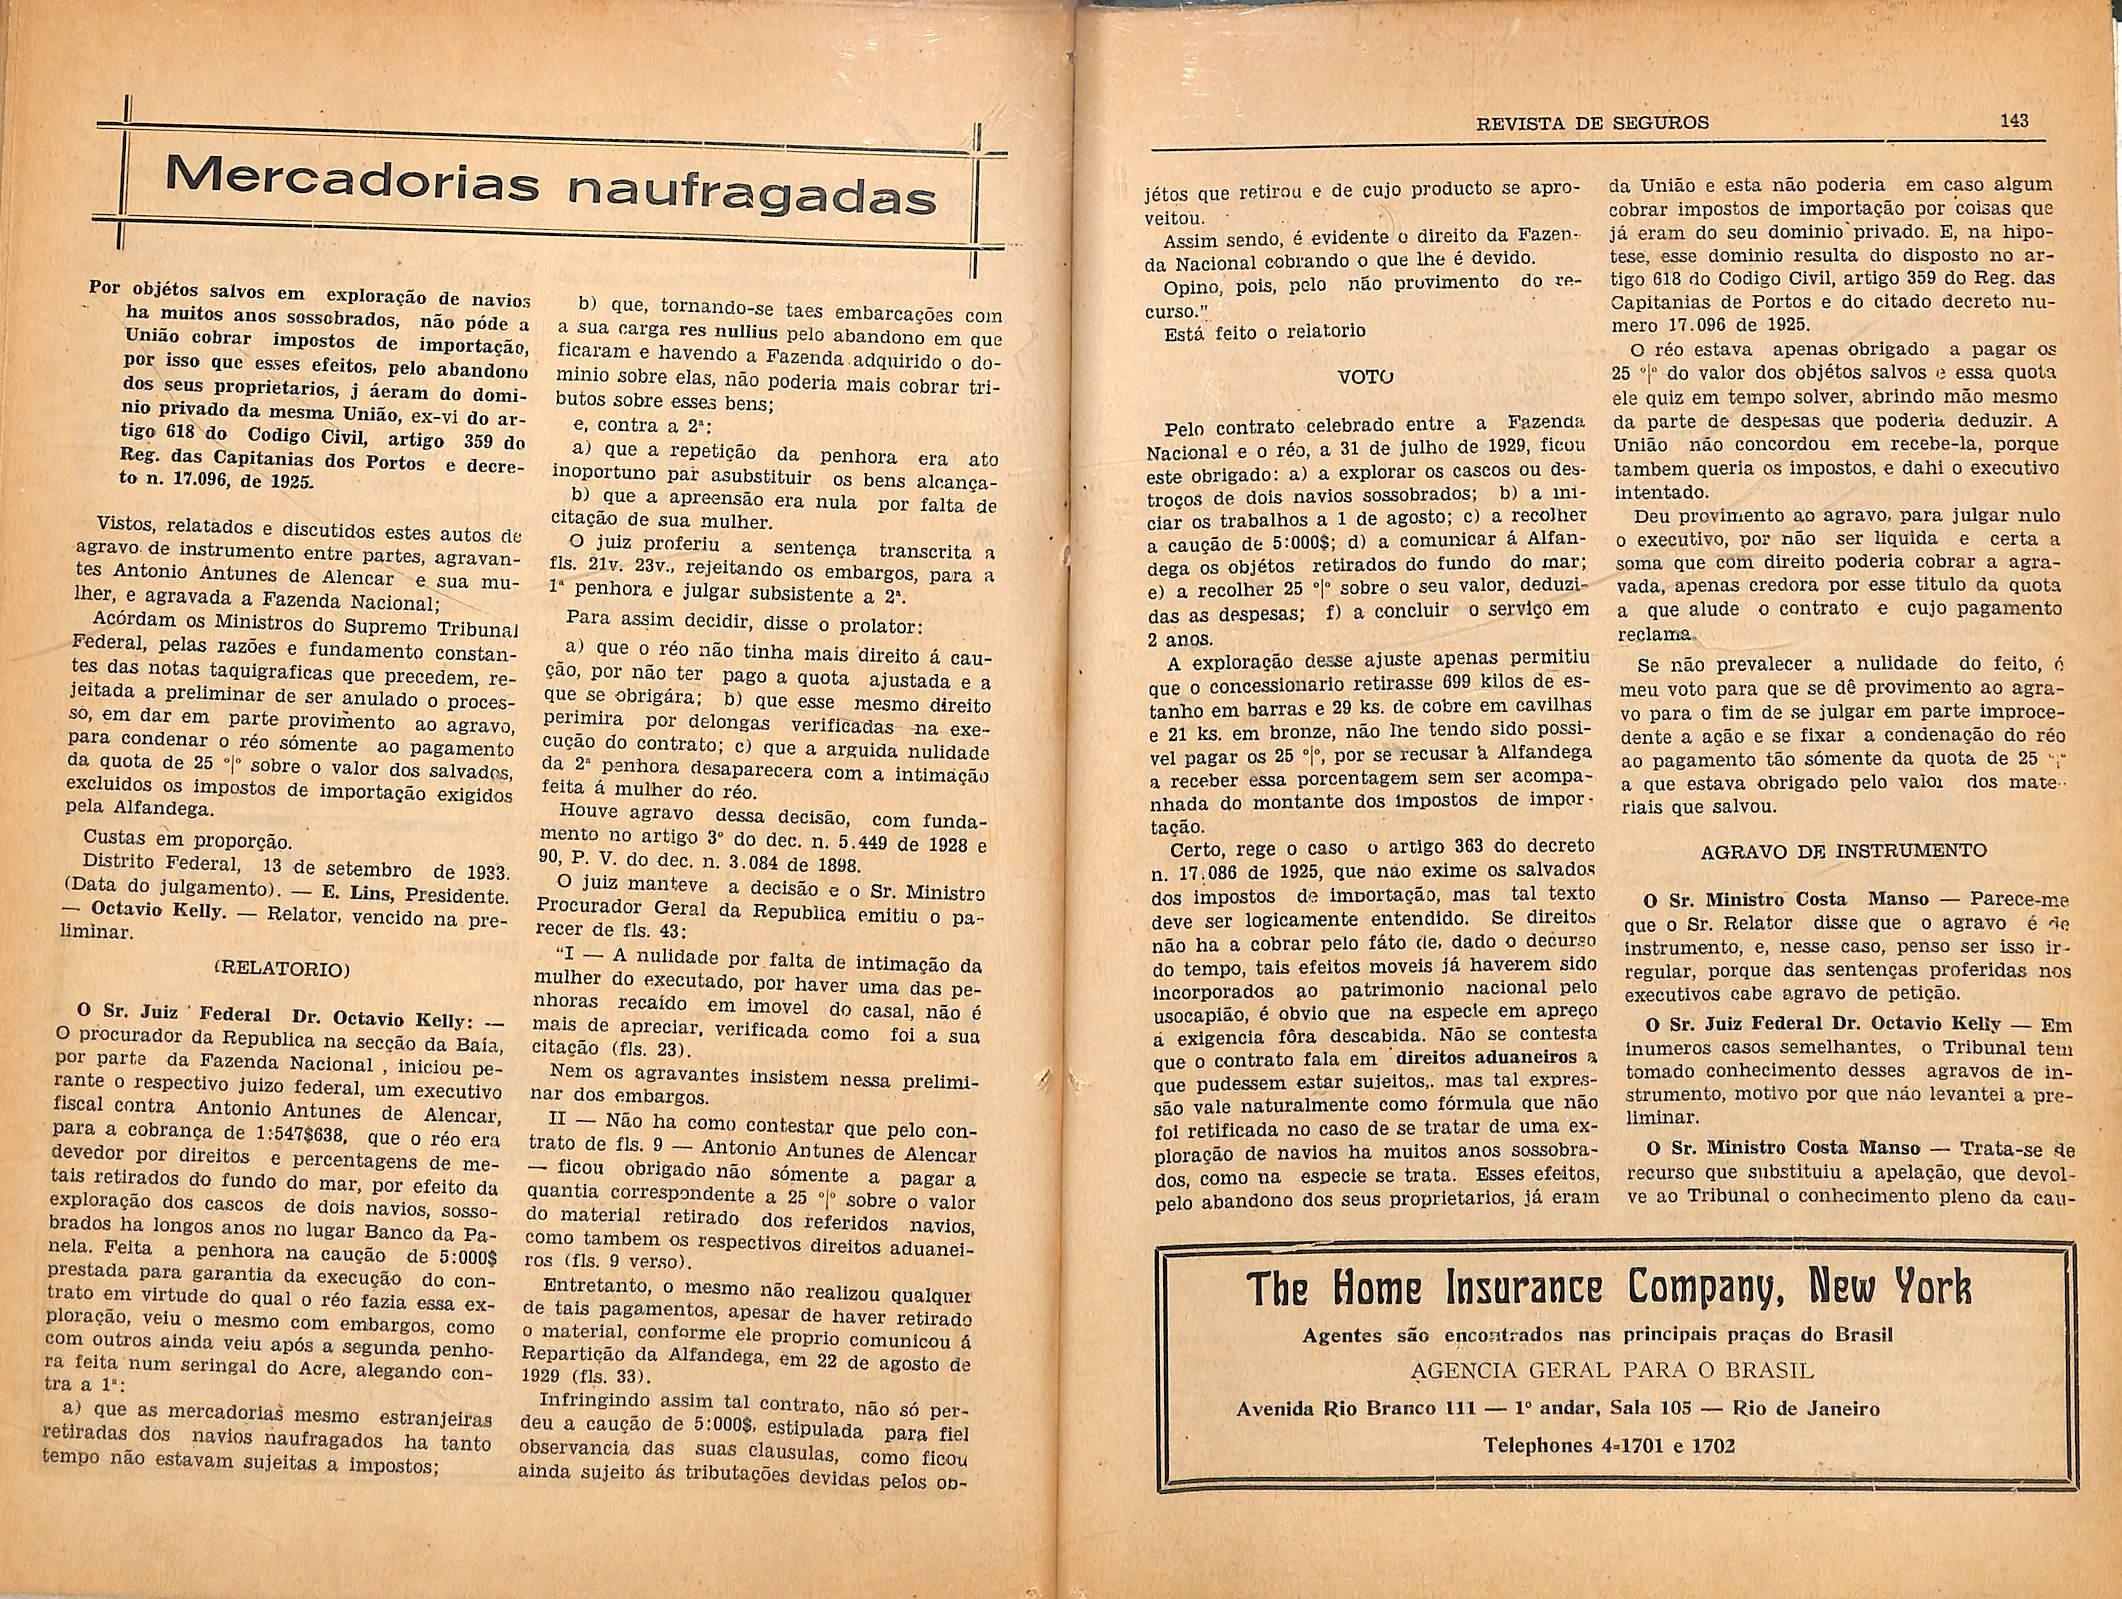 Mercadorias naufragadas
Por objétos salvos em exploração de navios
ha muitos anos sossobrados, não póde a
União cobrar impostos de importação,
por isso que esses efeitos, pelo abandono
dos seus proprietarios, j áeram do domi-
nio privado da mesma União, ex-vi do ar-
tigo 618 do Codigo Civil, artigo 359 do
Reg. das Capitanias dos Portos e decre-
to n. 17.096, de 1925.
Vistos, relatados e discutidos estes autos de
agravo de instrumento entre partes, agravan-
tes Antonio Antunes de Alencar e sua mu-
lher, e agravada a Fazenda Nacional;
Acórdam os Ministros do Supremo Tribunal
Federal, pelas razões e fundamento constan-
tes das notas taquigraficas que precedem, re-
jeitada a preliminar de ser anulado o proces-
so, em dar em parte provimento ao agravo,
para condenar o réo sómente ao pagamento
da quota de 25 °|° sobre o valor dos salvados,
excluidos os impostos de importação exigidos
pela Alfandega.
Custas em proporção.
Distrito Federal, 13 de setembro de 1933.
(Data do julgamento). — E. Lins, Presidente.
— Octavio Kelly. — Relator, vencido na pre-
liminar.
(RELATORIO)
O Sr. Juiz Federal Dr. Octavio Kelly: —
O procurador da Republica na secção da Baía,
por parte da Fazenda Nacional , iniciou pe-
rante o respectivo juizo federal, um executivo
fiscal contra Antonio Antunes de Alencar,
para a cobrança de 1:547$638, que o réo era
devedor por direitos e percentagens de me-
tais retirados do fundo do mar, por efeito da
exploração dos cascos de dois navios, sosso-
brados ha longos anos no lugar Banco da Pa-
nela. Feita a penhora na caução de 5:000$
prestada para garantia da execução do con-
trato em virtude do qual o réo fazia essa ex-
ploração, veiu o mesmo com embargos, como
com outros ainda veiu após a segunda penho-
ra feita num seringal do Acre, alegando con-
tra a 1ª:
a) que as mercadorias mesmo estranjeiras
retiradas dos navios naufragados ha tanto
tempo não estavam sujeitas a impostos;
b) que, tornando-se taes embarcações com
a sua carga res nullius pelo abandono em que
ficaram e havendo a Fazenda adquirido o do-
minio sobre elas, não poderia mais cobrar tri-
butos sobre esses bens;
e, contra a 2ª:
a) que a repetição da penhora era ato
inoportuno par asubstituir os bens alcança-
b) que a apreensão era nula por falta de
citação de sua mulher.
O juiz proferiu a sentença transcrita a
fls. 21v. 23v., rejeitando os embargos, para a
1ª penhora e julgar subsistente a 2ª.
Para assim decidir, disse o prolator:
a) que o réo não tinha mais direito á cau-
ção, por não ter pago a quota ajustada e a
que se obrigára; b) que esse mesmo direito
perimira por delongas verificadas na exe-
cução do contrato; c) que a arguida nulidade
da 2ª penhora desaparecera com a intimação
feita á mulher do réo.
Houve agravo dessa decisão, com funda-
mento no artigo 3º do dec. n. 5.449 de 1928 e
90, P. V. do dec. n. 3.084 de 1898.
O juiz manteve a decisão e o Sr. Ministro
Procurador Geral da Republica emitiu o pa-
recer de fls. 43:
"I — A nulidade por falta de intimação da
mulher do executado, por haver uma das pe-
nhoras recaído em imovel do casal, não é
mais de apreciar, verificada como foi a sua
citação (fls. 23).
Nem os agravantes insistem nessa prelimi-
nar dos embargos.
II — Não ha como contestar que pelo con-
trato de fls. 9 — Antonio Antunes de Alencar
— ficou obrigado não sómente a pagar a
quantia correspondente a 25 °|° sobre o valor
do material retirado dos referidos navios,
como tambem os respectivos direitos aduanei-
ros (fls. 9 verso).
Entretanto, o mesmo não realizou qualquer
de tais pagamentos, apesar de haver retirado
o material, conforme ele proprio comunicou á
Repartição da Alfandega, em 22 de agosto de
1929 (fls. 33).
Infringindo assim tal contrato, não só per-
deu a caução de 5:000$, estipulada para fiel
observancia das suas clausulas, como ficou
ainda sujeito ás tributações devidas pelos ob-
REVISTA DE SEGUROS 143
jétos que retirou e de cujo producto se apro-
veitou.
Assim sendo, é evidente o direito da Fazen-
da Nacional cobrando o que lhe é devido.
Opino, pois, pelo não provimento do re-
curso."
Está feito o relatorio
VOTO
Pelo contrato celebrado entre a Fazenda
Nacional e o réo, a 31 de julho de 1929, ficou
este obrigado: a) a explorar os cascos ou des-
troços de dois navios sossobrados; b) a ini-
ciar os trabalhos a 1 de agosto; c) a recolher
a caução de 5:000$; d) a comunicar á Alfan-
dega os objétos retirados do fundo do mar;
e) a recolher 25 °|° sobre o seu valor, deduzi-
das as despesas; f) a concluir o serviço em
2 anos.
A exploração desse ajuste apenas permitiu
que o concessionario retirasse 699 kilos de es-
tanho em barras e 29 ks. de cobre em cavilhas
e 21 ks. em bronze, não lhe tendo sido possi-
vel pagar os 25 °|°, por se recusar à Alfandega
a receber essa porcentagem sem ser acompa-
nhada do montante dos impostos de impor-
tação.
Certo, rege o caso o artigo 363 do decreto
n. 17.086 de 1925, que não exime os salvados
dos impostos de importação, mas tal texto
deve ser logicamente entendido. Se direitos
não ha a cobrar pelo fáto de, dado o decurso
do tempo, tais efeitos moveis já haverem sido
incorporados ao patrimonio nacional pelo
usocapião, é obvio que na especie em apreço
a exigencia fôra descabida. Não se contesta
que o contrato fala em direitos aduaneiros a
que pudessem estar sujeitos,. mas tal expres-
são vale naturalmente como fórmula que não
foi retificada no caso de se tratar de uma ex-
ploração de navios ha muitos anos sossobra-
dos, como na especie se trata. Esses efeitos,
pelo abandono dos seus proprietarios, já eram
da União e esta não poderia em caso algum
cobrar impostos de importação por coisas que
já eram do seu dominio privado. E, na hipo-
tese, esse dominio resulta do disposto no ar-
tigo 618 do Codigo Civil, artigo 359 do Reg. das
Capitanias de Portos e do citado decreto nu-
mero 17.096 de 1925.
O réo estava apenas obrigado a pagar os
25 °|° do valor dos objétos salvos e essa quota
ele quiz em tempo solver, abrindo mão mesmo
da parte de despesas que poderia deduzir. A
União não concordou em recebe-la, porque
tambem queria os impostos, e dahi o executivo
intentado.
Deu provimento ao agravo, para julgar nulo
o executivo, por não ser liquida e certa a
soma que com direito poderia cobrar a agra-
vada, apenas credora por esse titulo da quota
a que alude o contrato e cujo pagamento
reclama.
Se não prevalecer a nulidade do feito, é
meu voto para que se dê provimento ao agra-
vo para o fim de se julgar em parte improce-
dente a ação e se fixar a condenação do réo
ao pagamento tão sómente da quota de 25 °|°
a que estava obrigado pelo valor dos mate-
riais que salvou.
AGRAVO DE INSTRUMENTO
O Sr. Ministro Costa Manso — Parece-me
que o Sr. Relator disse que o agravo é de
instrumento, e, nesse caso, penso ser isso ir-
regular, porque das sentenças proferidas nos
executivos cabe agravo de petição.
O Sr. Juiz Federal Dr. Octavio Kelly — Em
inumeros casos semelhantes, o Tribunal tem
tomado conhecimento desses agravos de in-
strumento, motivo por que não levantei a pre-
liminar.
O Sr. Ministro Costa Manso — Trata-se de
recurso que substituiu a apelação, que devol-
ve ao Tribunal o conhecimento pleno da cau-
The Home Insurance Company, New York
Agentes são encontrados nas principais praças do Brasil
AGENCIA GERAL PARA O BRASIL
Avenida Rio Branco 111 — 1º andar, Sala 105 — Rio de Janeiro
Telephones 4-1701 e 1702